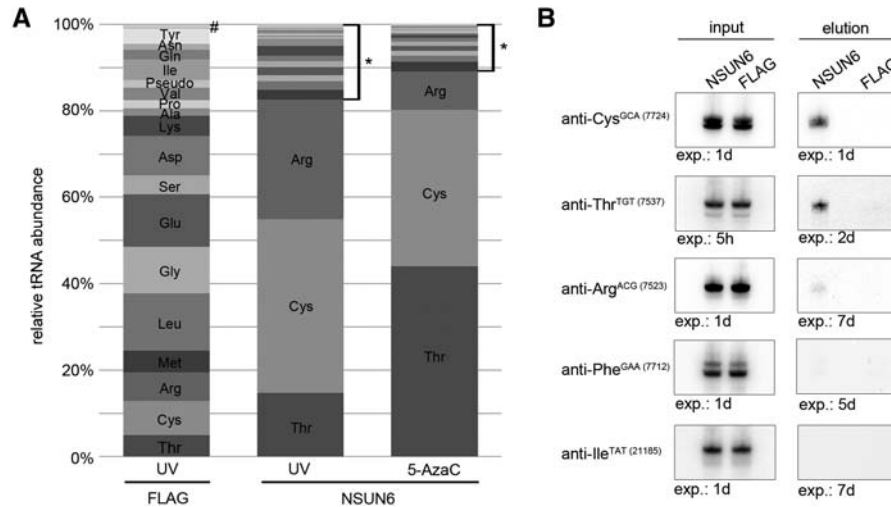 A
100%
80%
60%
40%
20%
0%
relative tRNA abundance
Tyr
Asn
Gln
Ile
Pseudo
Val
Pro
Ala
Lys
Asp
Ser
Glu
Gly
Leu
Met
Arg
Cys
Thr
#
Arg
Cys
Thr
*
Arg
Cys
Thr
*
UV UV 5-AzaC
FLAG NSUN6
B
input elution
NSUN6 FLAG NSUN6 FLAG
anti-Cys^GCA (7724)
exp.: 1d exp.: 1d
anti-Thr^TGT (7537)
exp.: 5h exp.: 2d
anti-Arg^ACG (7523)
exp.: 1d exp.: 7d
anti-Phe^GAA (7712)
exp.: 1d exp.: 5d
anti-Ile^TAT (21185)
exp.: 1d exp.: 7d